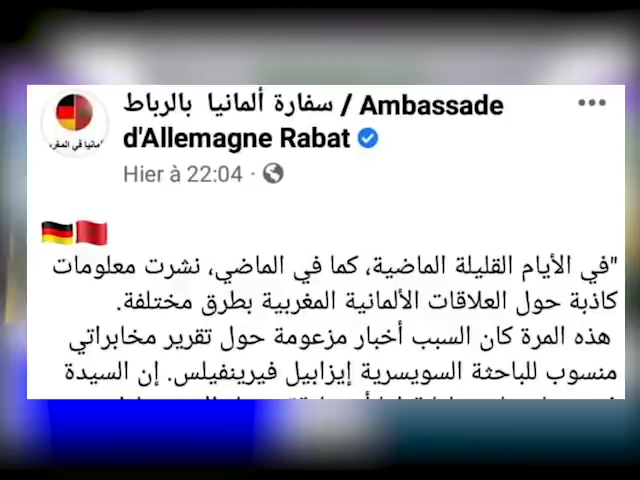 سفارة ألمانيا بالرباط / Ambassade
d'Allemagne Rabat
Hier à 22:04 ·
"في الأيام القليلة الماضية، كما في الماضي، نشرت معلومات
كاذبة حول العلاقات الألمانية المغربية بطرق مختلفة.
هذه المرة كان السبب أخبار مزعومة حول تقرير مخابراتي
منسوب للباحثة السويسرية إيزابيل فيرينفيلس. إن السيدة